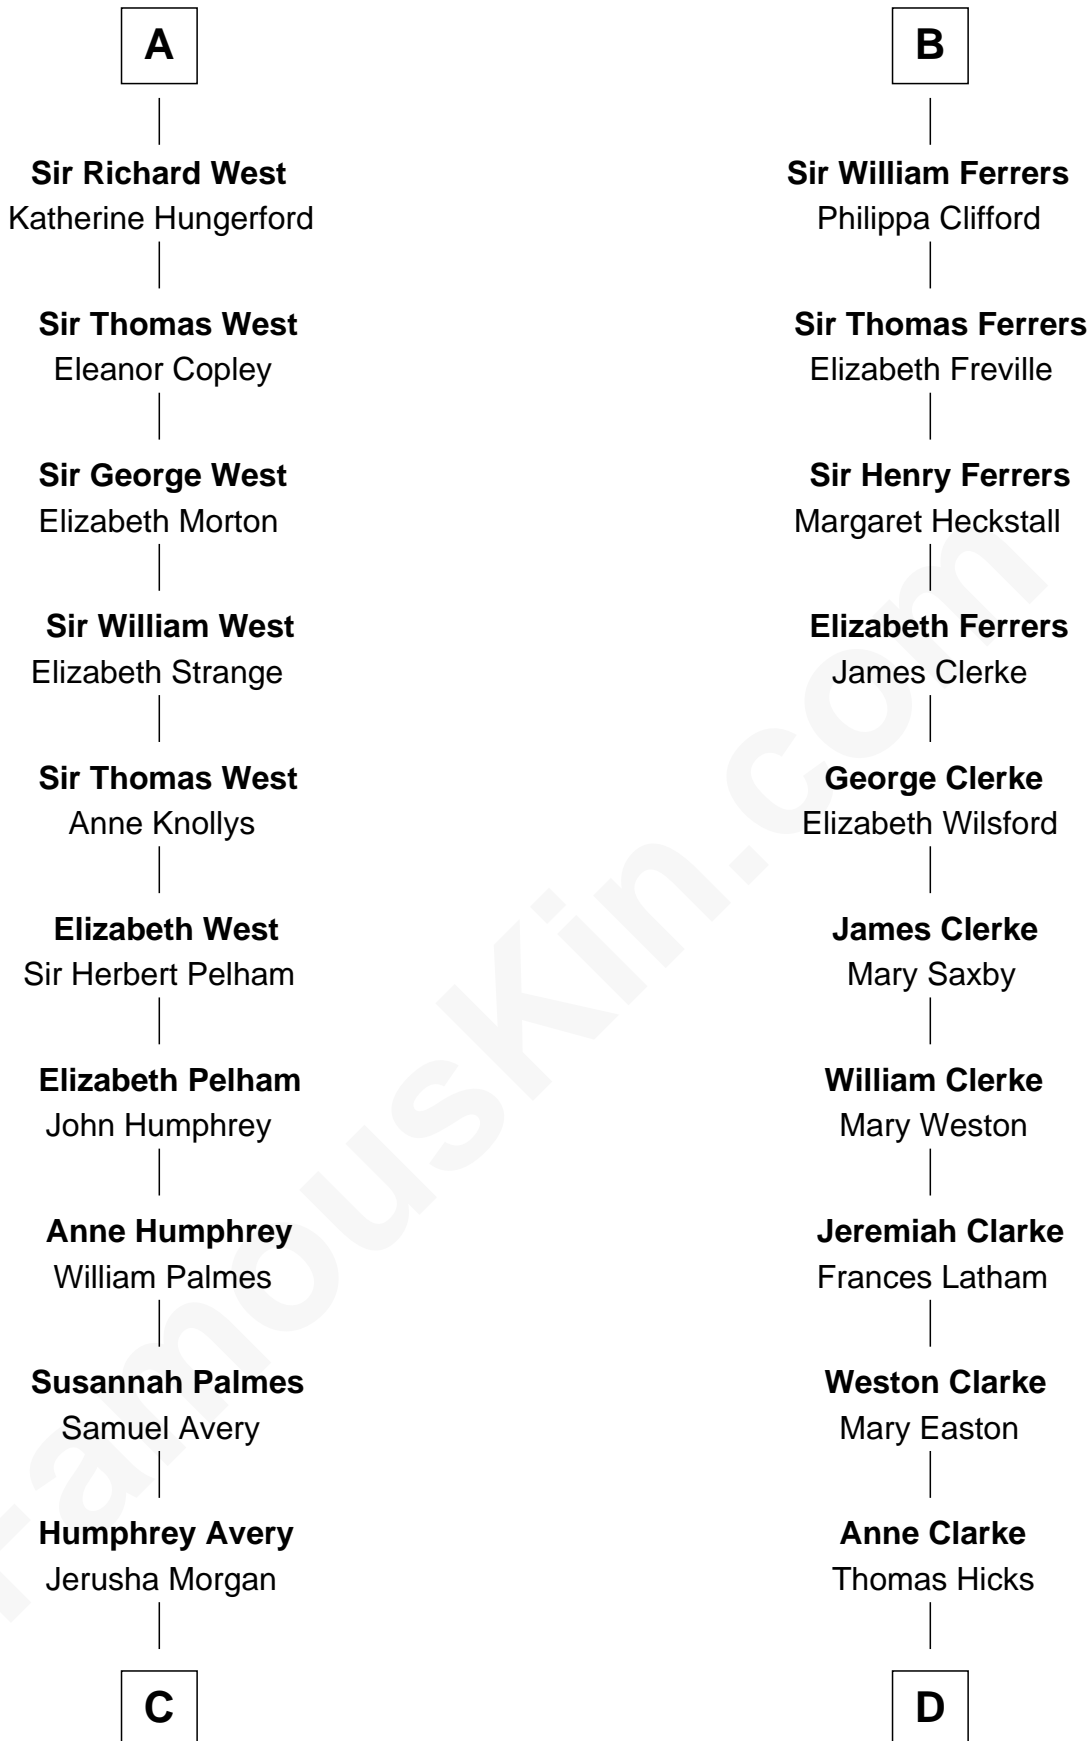 A
Sir Richard West
Katherine Hungerford
Sir Thomas West
Eleanor Copley
Sir George West
Elizabeth Morton
Sir William West
Elizabeth Strange
Sir Thomas West
Anne Knollys
Elizabeth West
Sir Herbert Pelham
Elizabeth Pelham
John Humphrey
Anne Humphrey
William Palmes
Susannah Palmes
Samuel Avery
Humphrey Avery
Jerusha Morgan
C
B
Sir William Ferrers
Philippa Clifford
Sir Thomas Ferrers
Elizabeth Freville
Sir Henry Ferrers
Margaret Heckstall
Elizabeth Ferrers
James Clerke
George Clerke
Elizabeth Wilsford
James Clerke
Mary Saxby
William Clerke
Mary Weston
Jeremiah Clarke
Frances Latham
Weston Clarke
Mary Easton
Anne Clarke
Thomas Hicks
D
FamousKin.com